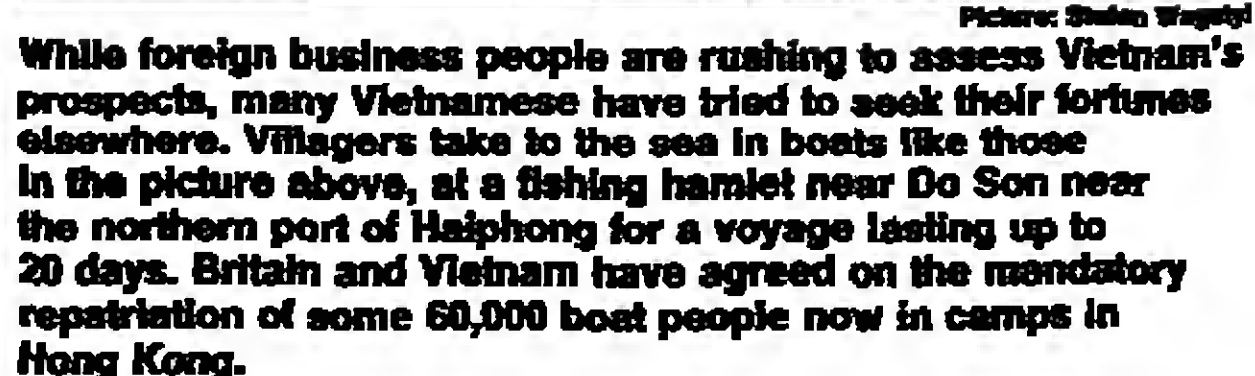 Picture:
While foreign business people are rushing to assess Vietnam's
prospects, many Vietnamese have tried to seek their fortunes
elsewhere. Villagers take to the sea in boats like those
in the picture above, at a fishing hamlet near Do Son near
the northern port of Haiphong for a voyage lasting up to
20 days. Britain and Vietnam have agreed on the mandatory
repatriation of some 60,000 boat people now in camps in
Hong Kong.